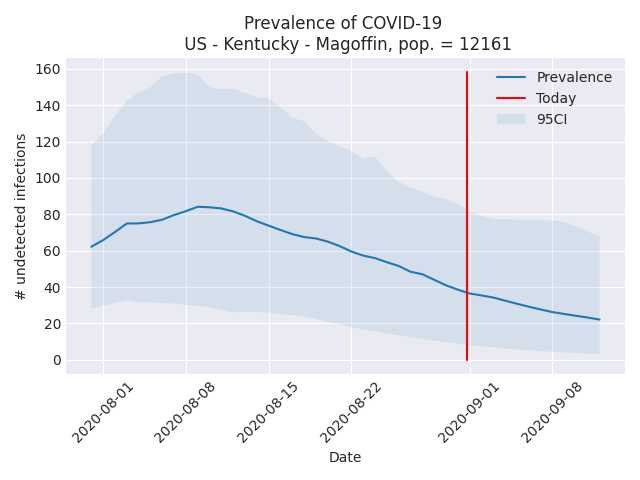 Prevalence of COVID-19
US - Kentucky - Magoffin, pop. = 12161
# undetected infections
160
140
120
100
80
60
40
20
0
Prevalence
Today
95CI
2020-08-01
2020-08-08
2020-08-15
2020-08-22
2020-09-01
2020-09-08
Date